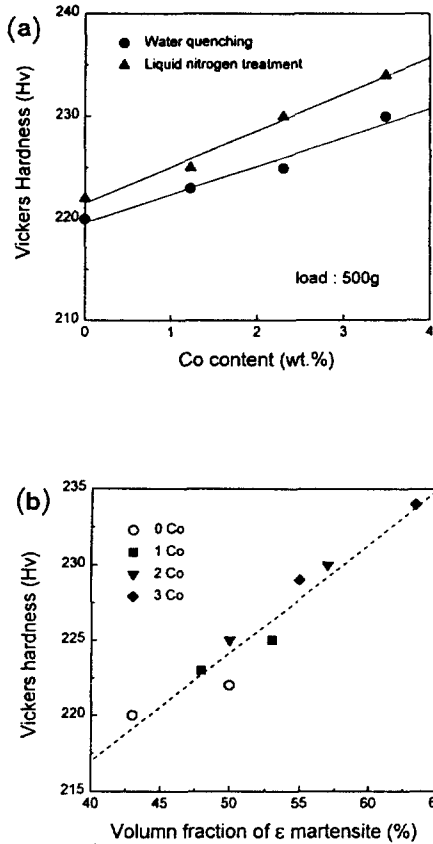 (a)
240
230
220
210
Vickers Hardness (Hv)
Water quenching
Liquid nitrogen treatment
load : 500g
0 1 2 3 4
Co content (wt.%)
(b)
235
230
225
220
215
Vickers hardness (Hv)
0 Co
1 Co
2 Co
3 Co
40 45 50 55 60
Volumn fraction of ε martensite (%)